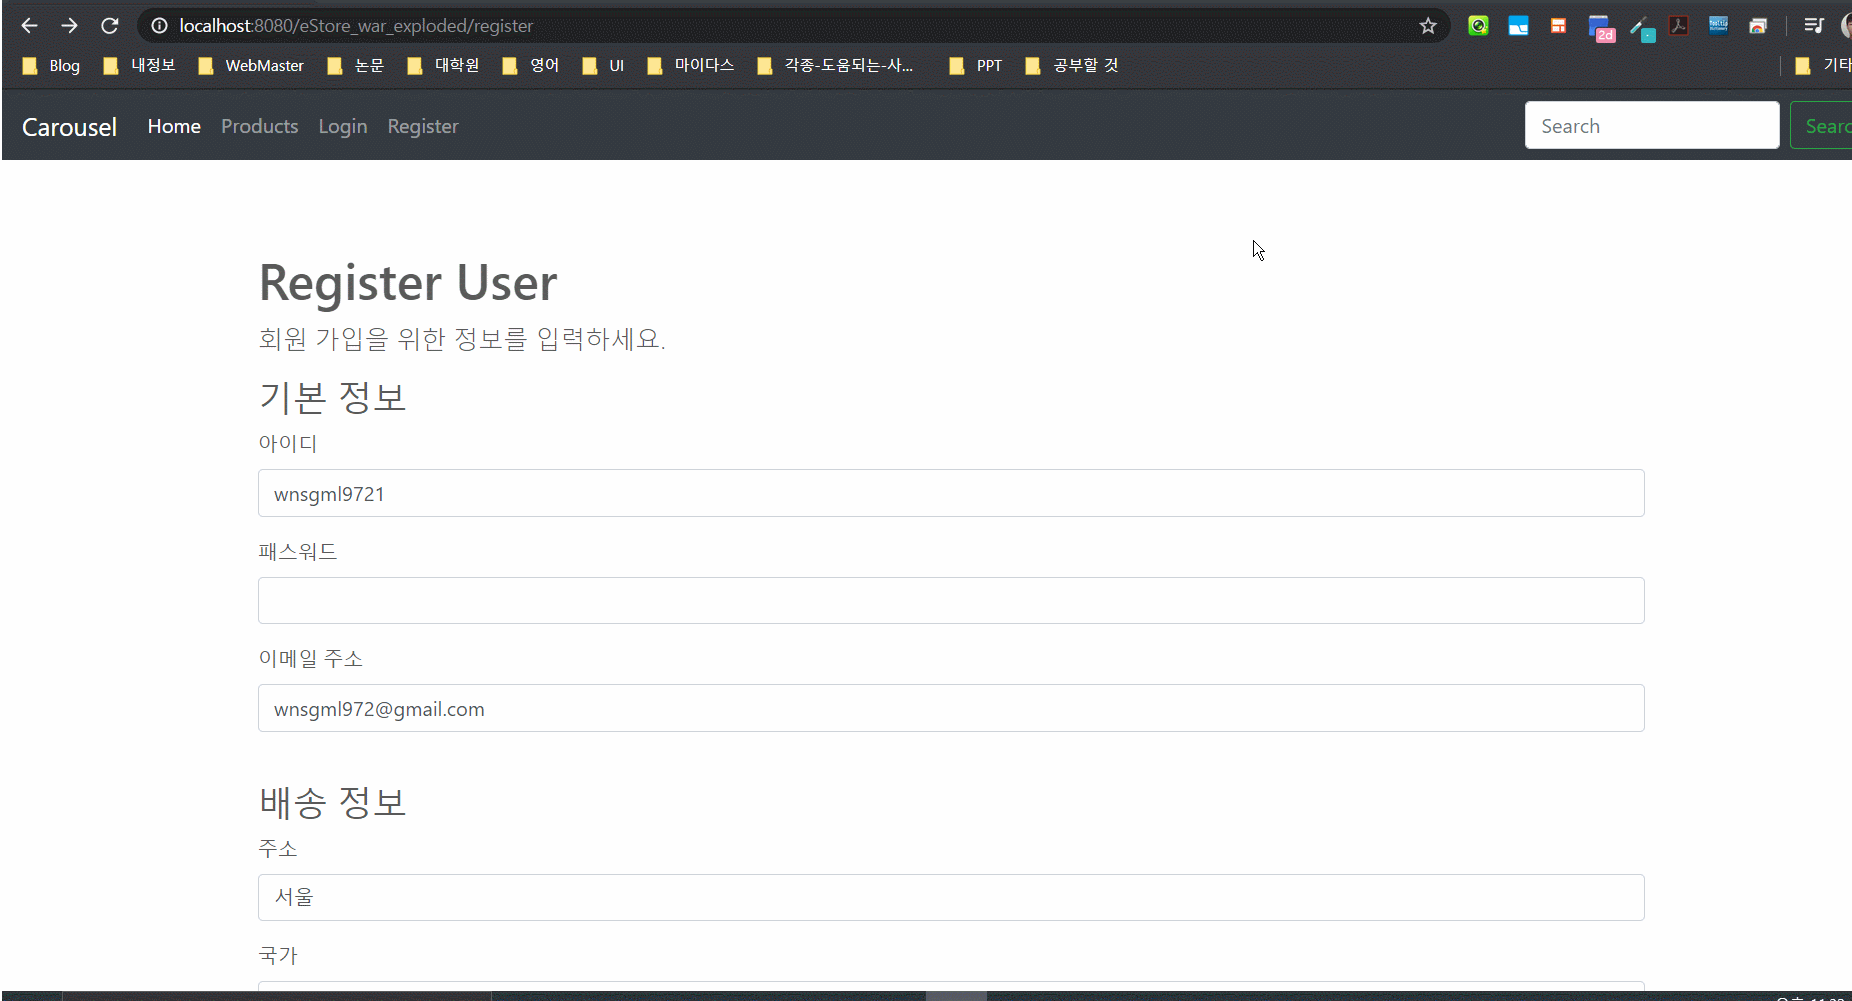 localhost:8080/eStore_war_exploded/register
2d
Blog 내정보 WebMaster 논문 대학원 영어 UI 마이다스 각종-도움되는-사... PPT 공부할 것 기타
Carousel Home Products Login Register Search Searc
Register User
회원 가입을 위한 정보를 입력하세요.
기본 정보
아이디
wnsgml9721
패스워드
이메일 주소
wnsgml972@gmail.com
배송 정보
주소
서울
국가